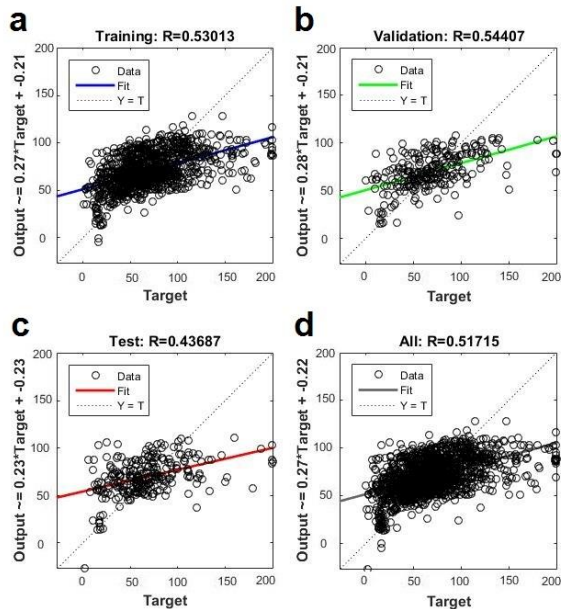 a
Training: R=0.53013
Output ~= 0.27*Target + -0.21
200
150
100
50
0
Data
Fit
Y = T
0 50 100 150 200
Target
b
Validation: R=0.54407
Output ~= 0.28*Target + -0.21
200
150
100
50
0
Data
Fit
Y = T
0 50 100 150 200
Target
c
Test: R=0.43687
Output ~= 0.23*Target + -0.23
200
150
100
50
0
Data
Fit
Y = T
0 50 100 150 200
Target
d
All: R=0.51715
Output ~= 0.27*Target + -0.22
200
150
100
50
0
Data
Fit
Y = T
0 50 100 150 200
Target